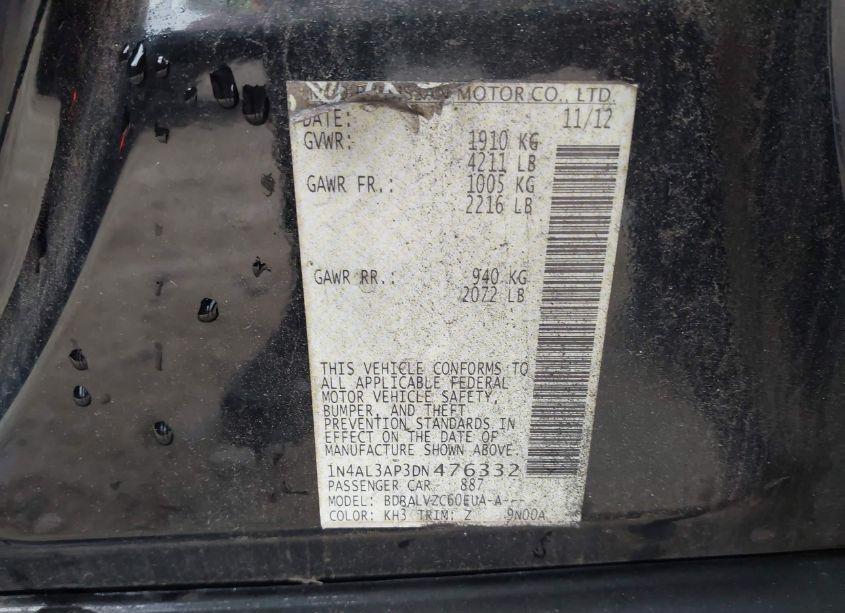 NISSAN MOTOR CO., LTD.
DATE: 11/12
GVWR: 1910 KG
4211 LB
GAWR FR.: 1005 KG
2216 LB
GAWR RR.: 940 KG
2072 LB
THIS VEHICLE CONFORMS TO
ALL APPLICABLE FEDERAL
MOTOR VEHICLE SAFETY,
BUMPER, AND THEFT
PREVENTION STANDARDS IN
EFFECT ON THE DATE OF
MANUFACTURE SHOWN ABOVE.
1N4AL3AP3DN476332
PASSENGER CAR 887
MODEL: BDBALVZC60EUA-A---
COLOR: KH3 TRIM: Z 9N00A